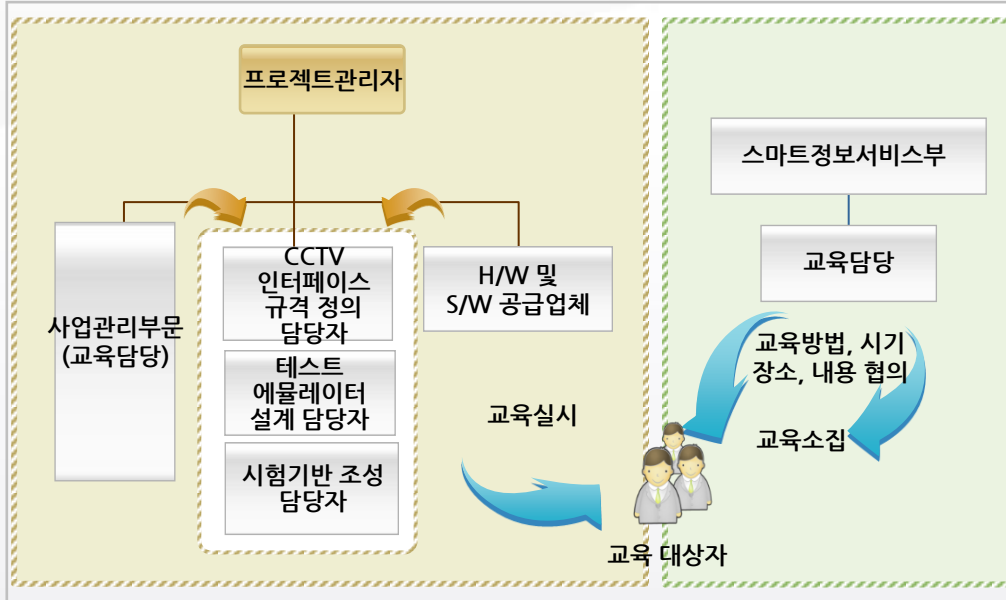 프로젝트관리자
사업관리부문
(교육담당)
CCTV
인터페이스
규격 정의
담당자
테스트
에뮬레이터
설계 담당자
시험기반 조성
담당자
H/W 및
S/W 공급업체
교육실시
스마트정보서비스부
교육담당
교육방법, 시기
장소, 내용 협의
교육소집
교육 대상자